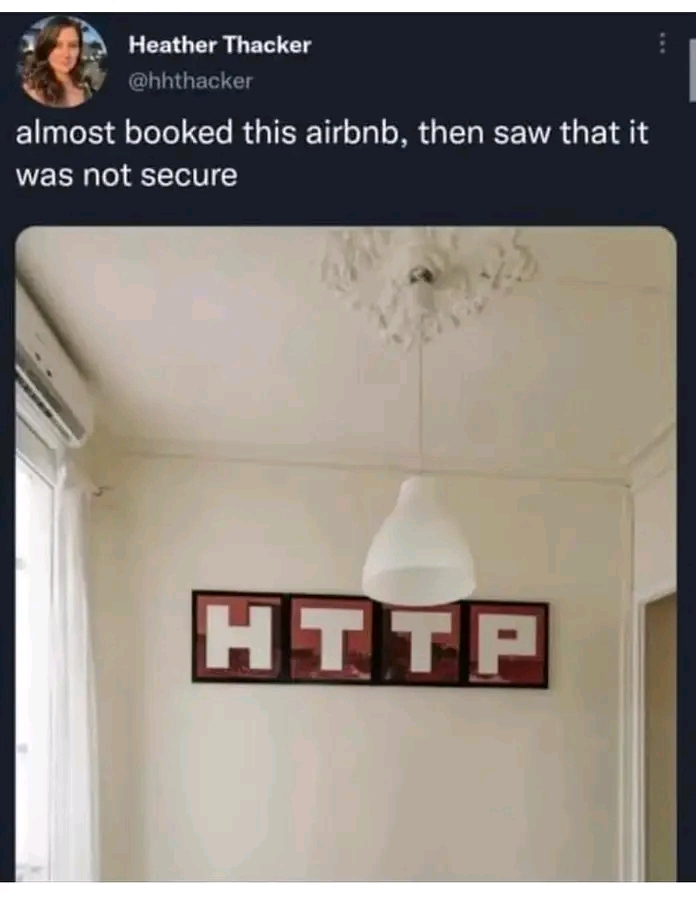 Heather Thacker
@hhthacker
almost booked this airbnb, then saw that it
was not secure
HTTP